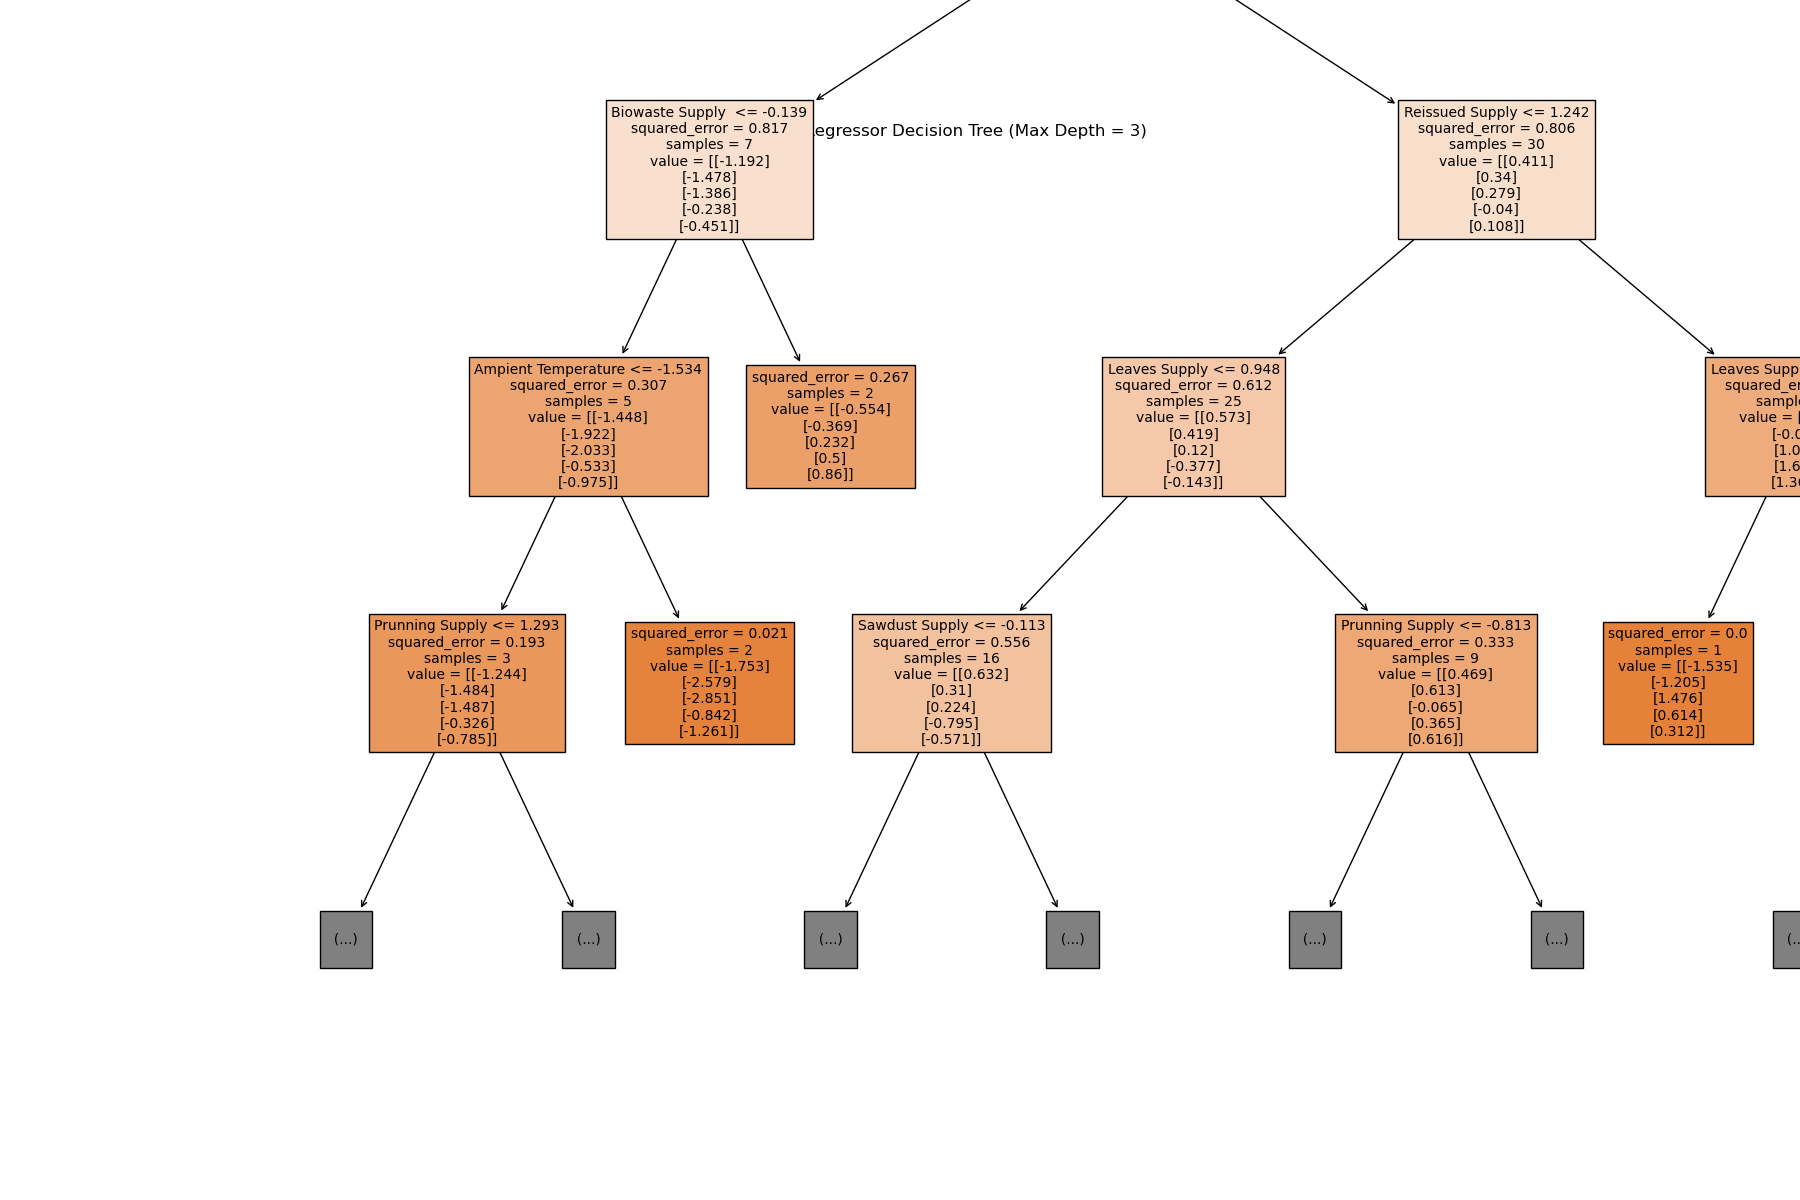 Biowaste Supply  <= -0.139
squared_error = 0.817
samples = 7
value = [[-1.192]
[-1.478]
[-1.386]
[-0.238]
[-0.451]]
egressor Decision Tree (Max Depth = 3)
Reissued Supply <= 1.242
squared_error = 0.806
samples = 30
value = [[0.411]
[0.34]
[0.279]
[-0.04]
[0.108]]
Ampient Temperature <= -1.534
squared_error = 0.307
samples = 5
value = [[-1.448]
[-1.922]
[-2.033]
[-0.533]
[-0.975]]
squared_error = 0.267
samples = 2
value = [[-0.554]
[-0.369]
[0.232]
[0.5]
[0.86]]
Leaves Supply <= 0.948
squared_error = 0.612
samples = 25
value = [[0.573]
[0.419]
[0.12]
[-0.377]
[-0.143]]
Leaves Supp
squared_er
sampl
value = [
[-0.0
[1.0
[1.6
[1.3
Prunning Supply <= 1.293
squared_error = 0.193
samples = 3
value = [[-1.244]
[-1.484]
[-1.487]
[-0.326]
[-0.785]]
squared_error = 0.021
samples = 2
value = [[-1.753]
[-2.579]
[-2.851]
[-0.842]
[-1.261]]
Sawdust Supply <= -0.113
squared_error = 0.556
samples = 16
value = [[0.632]
[0.31]
[0.224]
[-0.795]
[-0.571]]
Prunning Supply <= -0.813
squared_error = 0.333
samples = 9
value = [[0.469]
[0.613]
[-0.065]
[0.365]
[0.616]]
squared_error = 0.0
samples = 1
value = [[-1.535]
[-1.205]
[1.476]
[0.614]
[0.312]]
(...)
(...)
(...)
(...)
(...)
(...)
(..